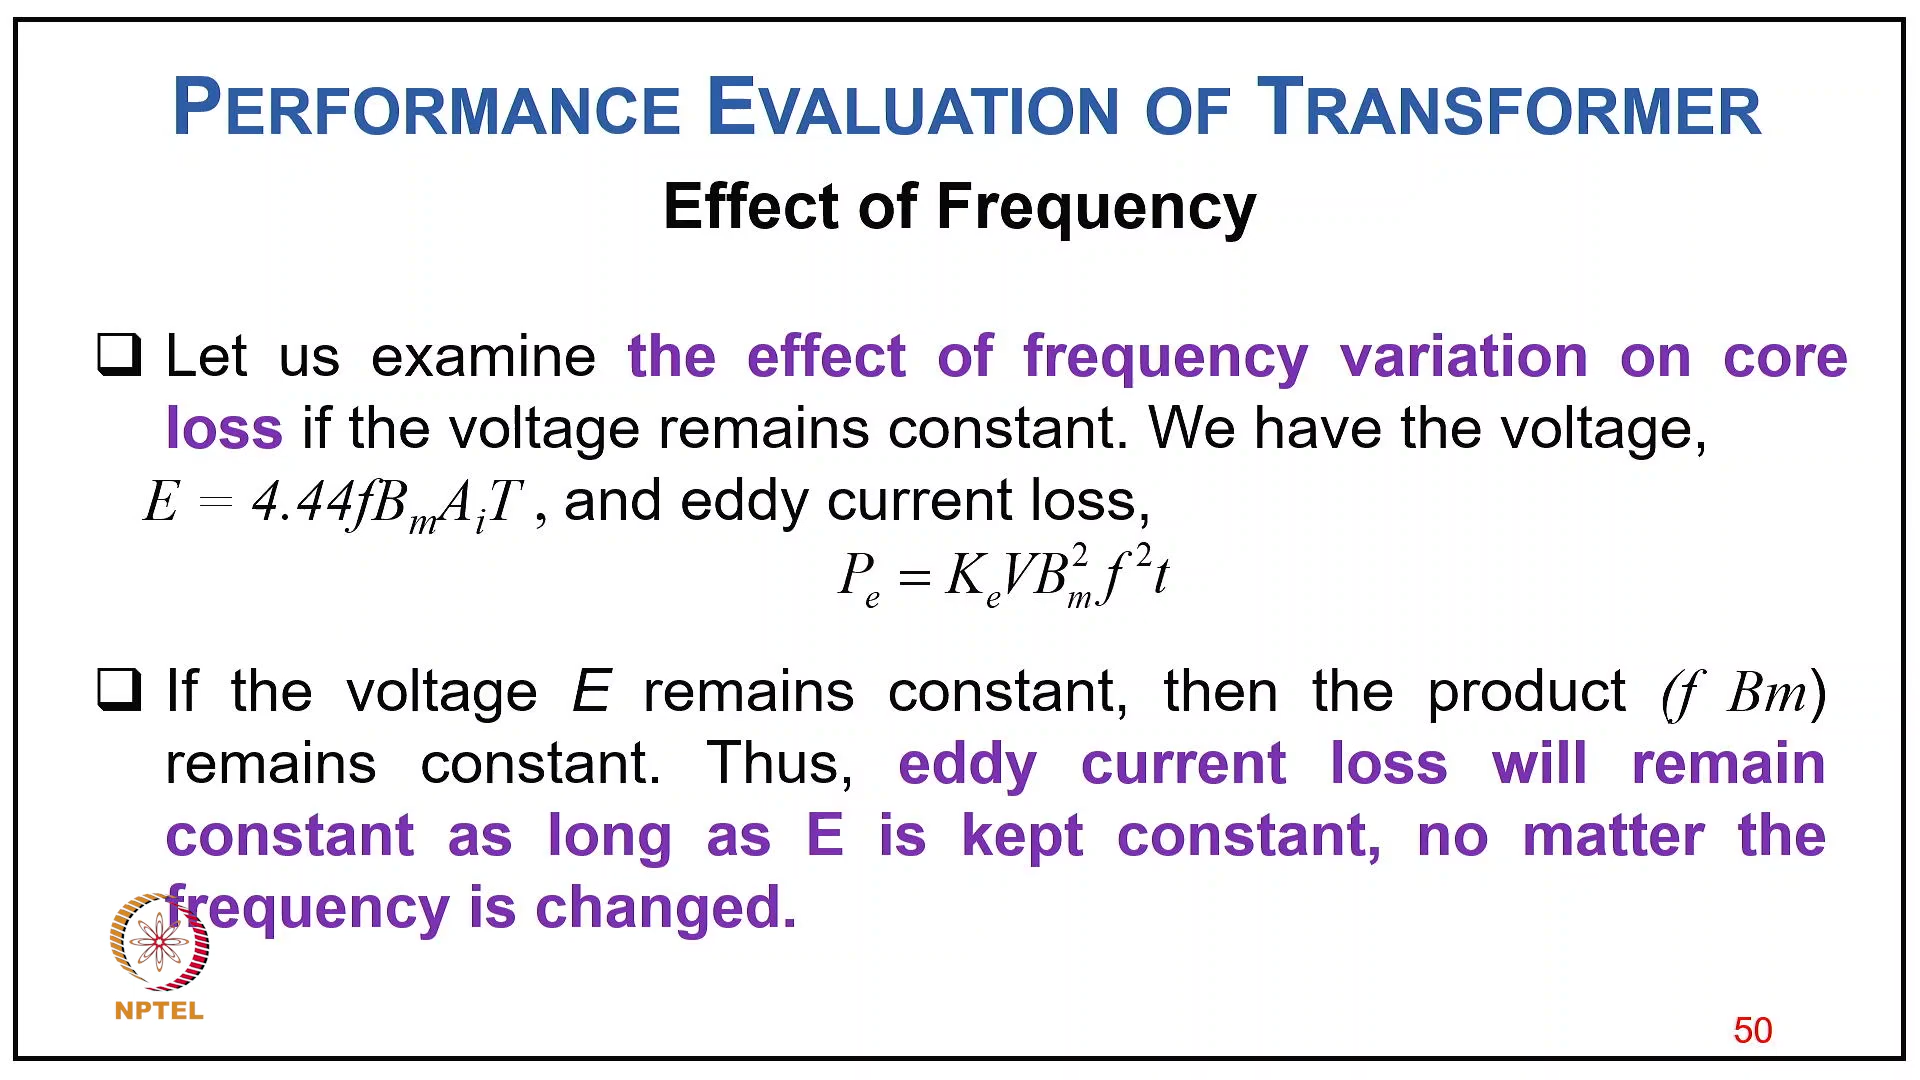 PERFORMANCE EVALUATION OF TRANSFORMER
Effect of Frequency
❑ Let us examine the effect of frequency variation on core
loss if the voltage remains constant. We have the voltage,
E = 4.44fBₘAᵢT , and eddy current loss,
Pₑ = KₑVBₘ² f ² t
❑ If the voltage E remains constant, then the product (f Bm)
remains constant. Thus, eddy current loss will remain
constant as long as E is kept constant, no matter the
frequency is changed.
NPTEL
50